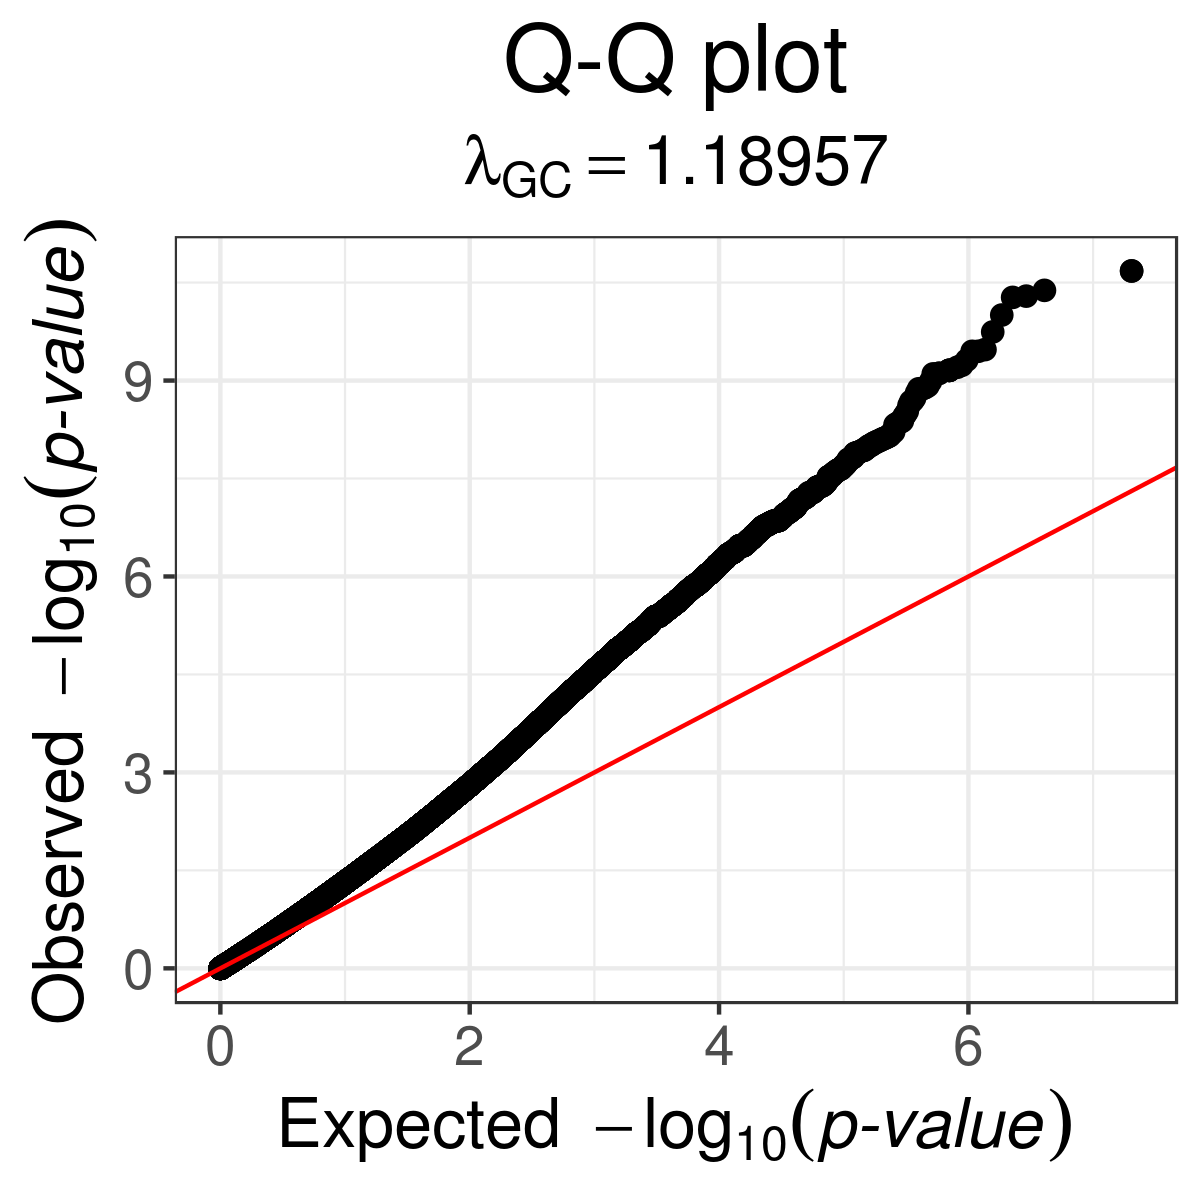 Q-Q plot
λGC = 1.18957
Observed −log10(p-value)
9
6
3
0
0 2 4 6
Expected −log10(p-value)